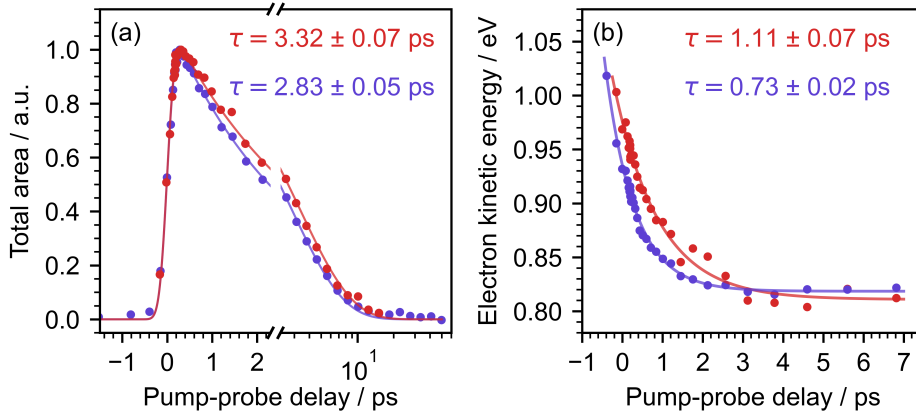 (a)
τ = 3.32 ± 0.07 ps
τ = 2.83 ± 0.05 ps
Total area / a.u.
1.0
0.8
0.6
0.4
0.2
0.0
−1 0 1 2 10¹
Pump-probe delay / ps
(b)
τ = 1.11 ± 0.07 ps
τ = 0.73 ± 0.02 ps
Electron kinetic energy / eV
1.05
1.00
0.95
0.90
0.85
0.80
−1 0 1 2 3 4 5 6 7
Pump-probe delay / ps